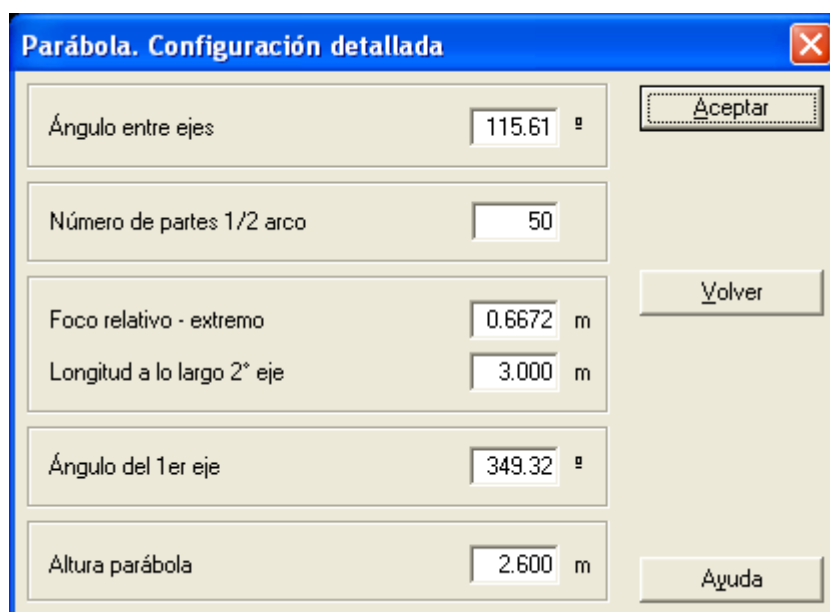 Parábola. Configuración detallada
Ángulo entre ejes 115.61 º
Aceptar
Número de partes 1/2 arco 50
Foco relativo - extremo 0.6672 m
Volver
Longitud a lo largo 2° eje 3.000 m
Ángulo del 1er eje 349.32 º
Altura parábola 2.600 m
Ayuda